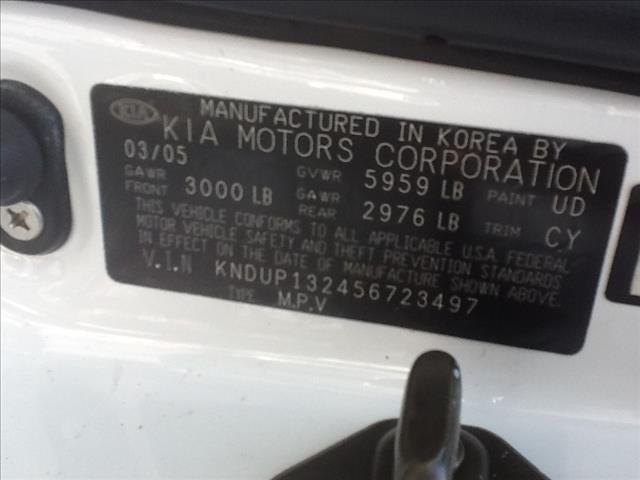 KIA
MANUFACTURED IN KOREA BY
KIA MOTORS CORPORATION
03/05 GVWR 5959 LB PAINT UD
GAWR FRONT 3000 LB GAWR REAR 2976 LB TRIM CY
THIS VEHICLE CONFORMS TO ALL APPLICABLE U.S.A. FEDERAL
MOTOR VEHICLE SAFETY AND THEFT PREVENTION STANDARDS
IN EFFECT ON THE DATE OF MANUFACTURE SHOWN ABOVE.
V.I.N KNDUP132456723497
TYPE M.P.V